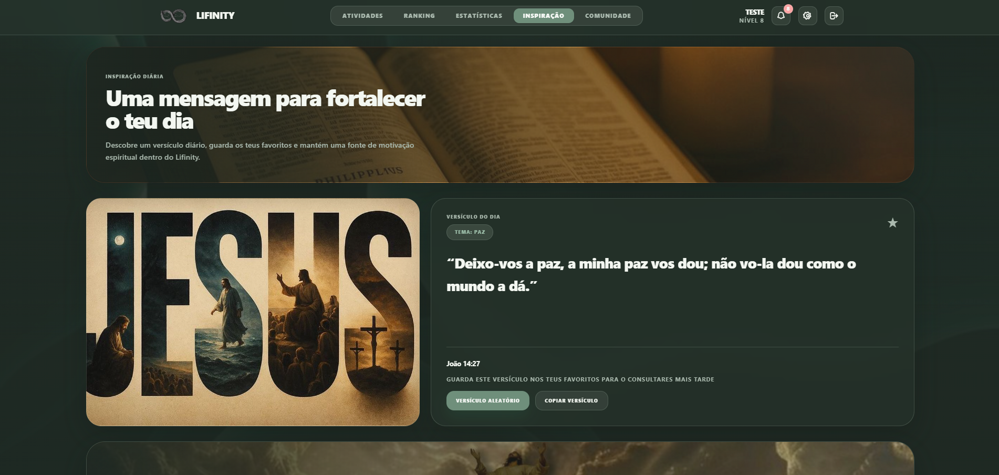 LIFINITY
ATIVIDADES
RANKING
ESTATÍSTICAS
INSPIRAÇÃO
COMUNIDADE
TESTE
NÍVEL 8
8
INSPIRAÇÃO DIÁRIA
Uma mensagem para fortalecer
o teu dia
Descobre um versículo diário, guarda os teus favoritos e mantém uma fonte de motivação
espiritual dentro do Lifinity.
PHILIPPIANS
JESUS
VERSÍCULO DO DIA
TEMA: PAZ
“Deixo-vos a paz, a minha paz vos dou; não vo-la dou como o
mundo a dá.”
João 14:27
GUARDA ESTE VERSÍCULO NOS TEUS FAVORITOS PARA O CONSULTARES MAIS TARDE
VERSÍCULO ALEATÓRIO
COPIAR VERSÍCULO